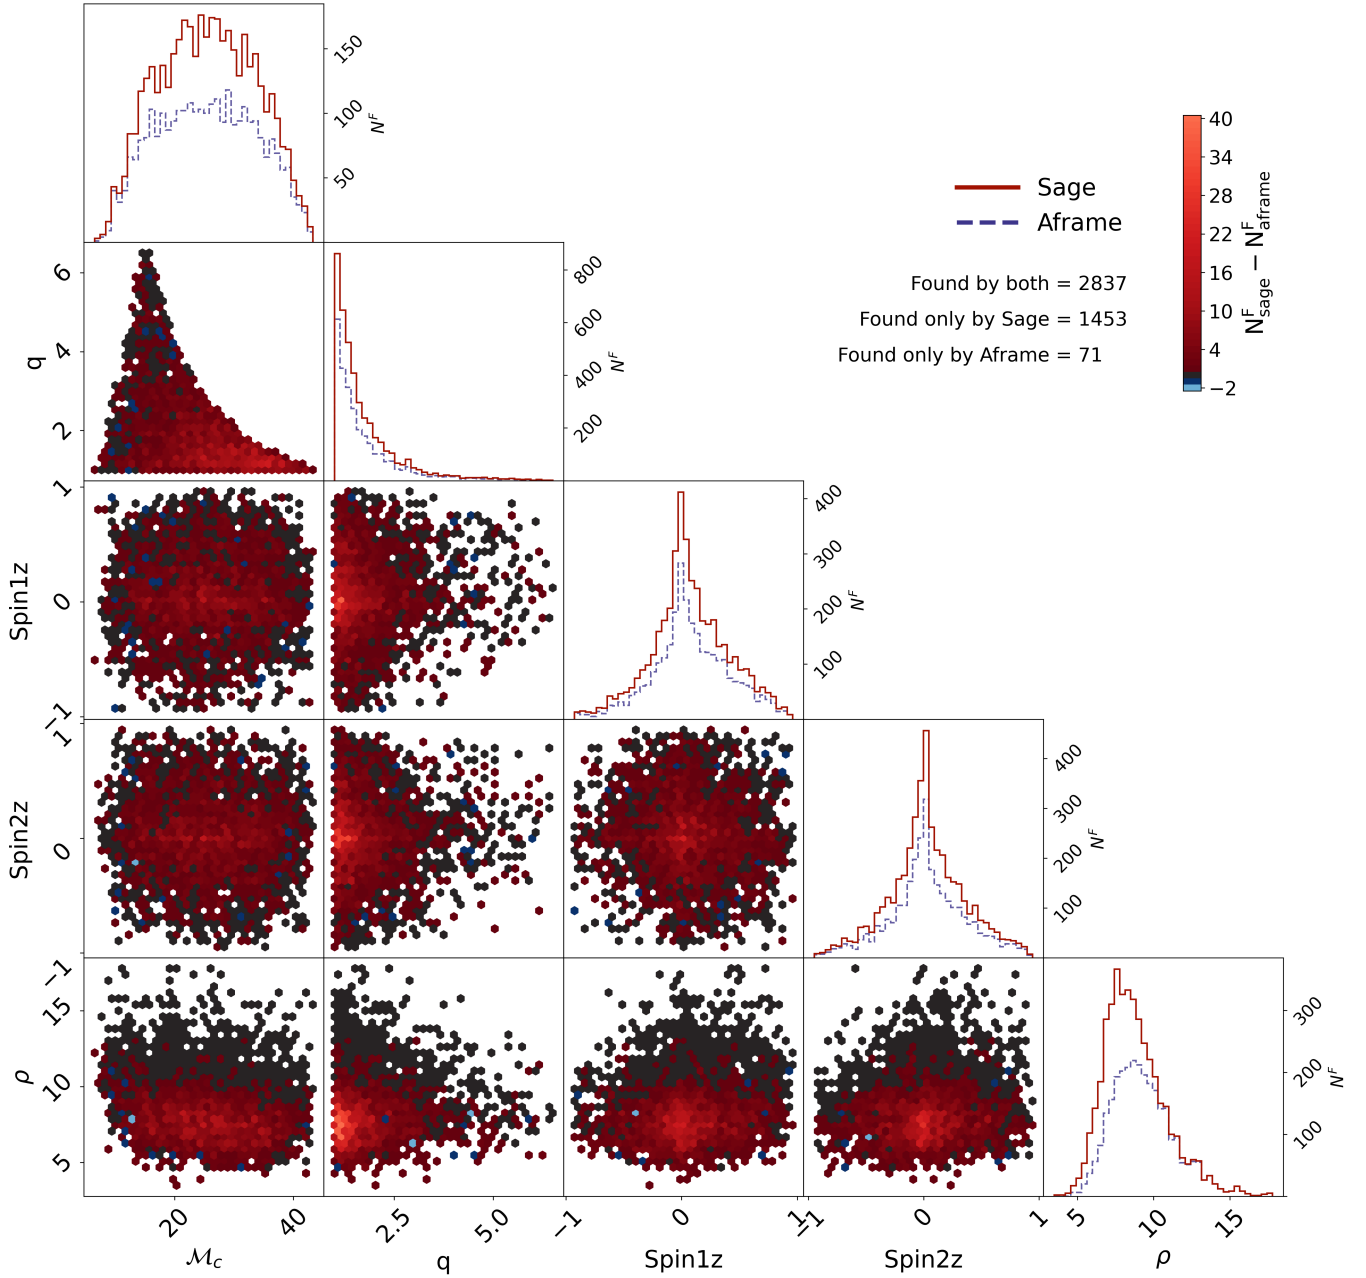 150
100
50
N^F
Sage
Aframe
Found by both = 2837
Found only by Sage = 1453
Found only by Aframe = 71
40
34
28
22
16
10
4
−2
N^F_sage − N^F_aframe
6
4
2
q
800
600
400
200
N^F
1
0
−1
Spin1z
400
300
200
100
N^F
1
0
−1
Spin2z
400
300
200
100
N^F
15
10
5
ρ
300
200
100
N^F
20
40
ℳ_c
2.5
5.0
q
−1
0
1
Spin1z
−1
0
1
Spin2z
5
10
15
ρ